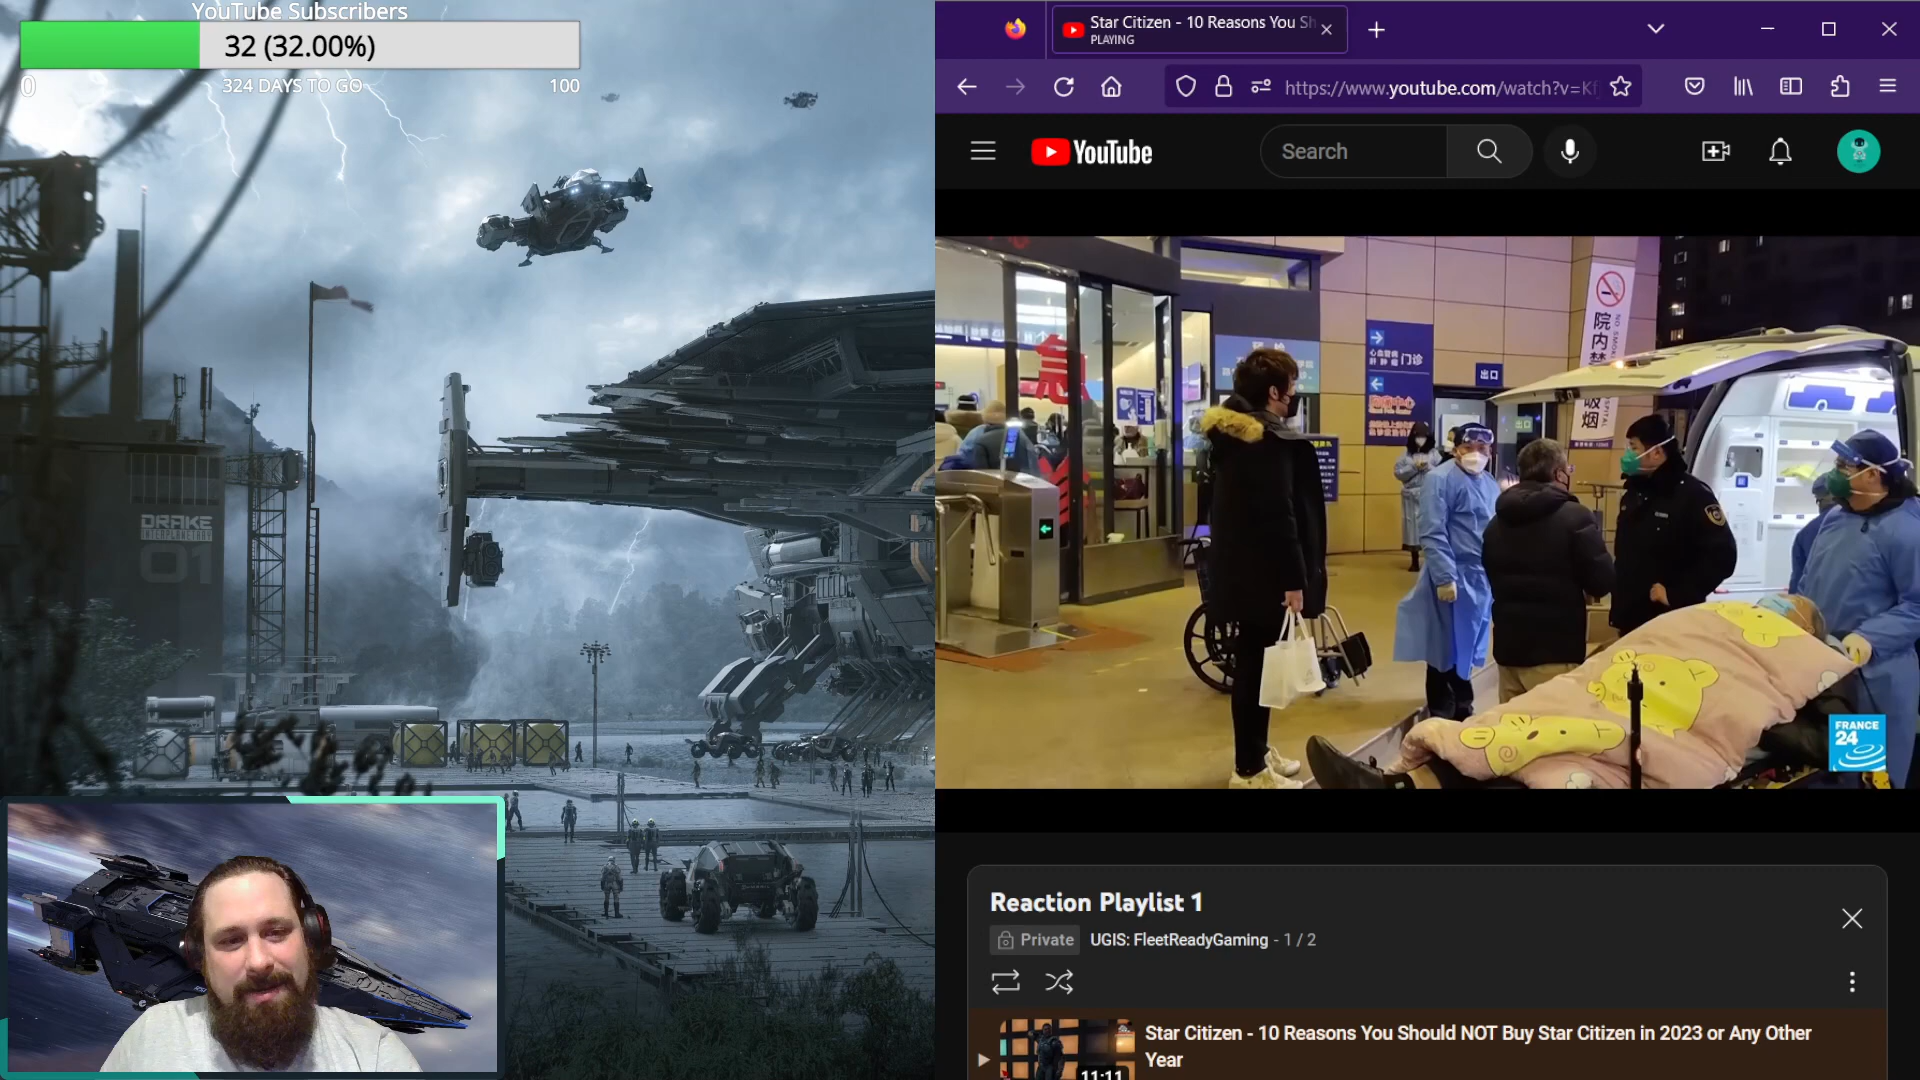 YouTube Subscribers
32 (32.00%)
0
324 DAYS TO GO
100
DRAKE
INTERPLANETARY
01
Star Citizen - 10 Reasons You Sh
PLAYING
https://www.youtube.com/watch?v=K
YouTube
Search
院内禁
吸烟
NO SMOKING
门诊
出口
FRANCE
24
Reaction Playlist 1
Private
UGIS: FleetReadyGaming - 1 / 2
Star Citizen - 10 Reasons You Should NOT Buy Star Citizen in 2023 or Any Other
Year
11:11